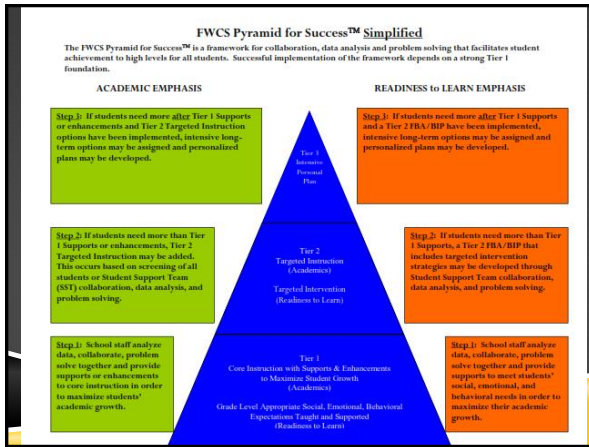 FWCS Pyramid for Success™ Simplified
The FWCS Pyramid for Success™ is a framework for collaboration, data analysis and problem solving that facilitates student
achievement to high levels for all students. Successful implementation of the framework depends on a strong Tier 1
foundation.
ACADEMIC EMPHASIS
READINESS to LEARN EMPHASIS
Step 3: If students need more after Tier 1 Supports
or enhancements and Tier 2 Targeted Instruction
options have been implemented, intensive long-
term options may be assigned and personalized
plans may be developed.
Tier 3
Intensive
Personal
Plan
Step 3: If students need more after Tier 1 Supports
and a Tier 2 FBA/BIP have been implemented,
intensive long-term options may be assigned and
personalized plans may be developed.
Step 2: If students need more than Tier
1 Supports or enhancements, Tier 2
Targeted Instruction may be added.
This occurs based on screening of all
students or Student Support Team
(SST) collaboration, data analysis, and
problem solving.
Tier 2
Targeted Instruction
(Academics)
Targeted Intervention
(Readiness to Learn)
Step 2: If students need more than Tier
1 Supports, a Tier 2 FBA/BIP that
includes targeted intervention
strategies may be developed through
Student Support Team collaboration,
data analysis, and problem solving.
Step 1: School staff analyze
data, collaborate, problem
solve together and provide
supports or enhancements
to core instruction in order
to maximize students'
academic growth.
Tier 1
Core Instruction with Supports & Enhancements
to Maximize Student Growth
(Academics)
Grade Level Appropriate Social, Emotional, Behavioral
Expectations Taught and Supported
(Readiness to Learn)
Step 1: School staff analyze
data, collaborate, problem
solve together and provide
supports to meet students'
social, emotional, and
behavioral needs in order to
maximize their academic
growth.